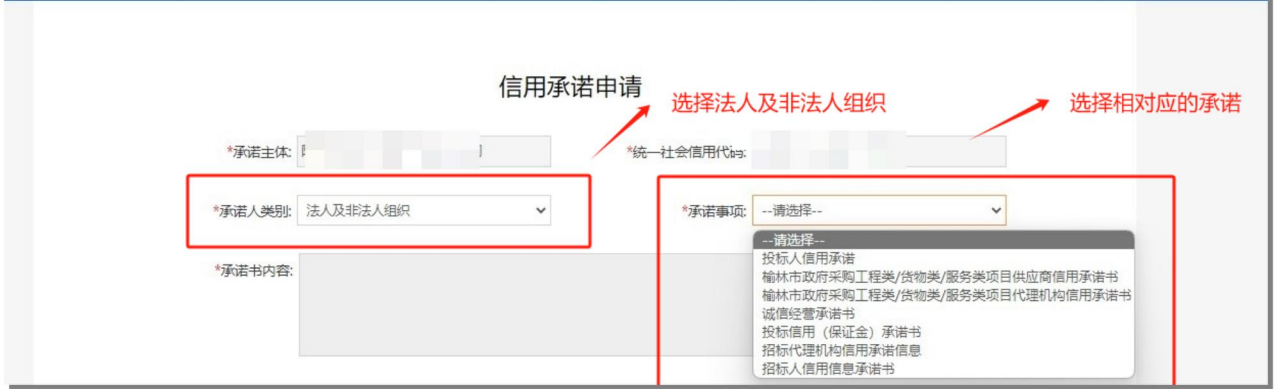 信用承诺申请
选择法人及非法人组织
选择相对应的承诺
*承诺主体:
*统一社会信用代码:
*承诺人类别: 法人及非法人组织
*承诺事项: --请选择--
--请选择--
投标人信用承诺
榆林市政府采购工程类/货物类/服务类项目供应商信用承诺书
榆林市政府采购工程类/货物类/服务类项目代理机构信用承诺书
诚信经营承诺书
投标信用（保证金）承诺书
招标代理机构信用承诺信息
招标人信用信息承诺书
*承诺书内容: